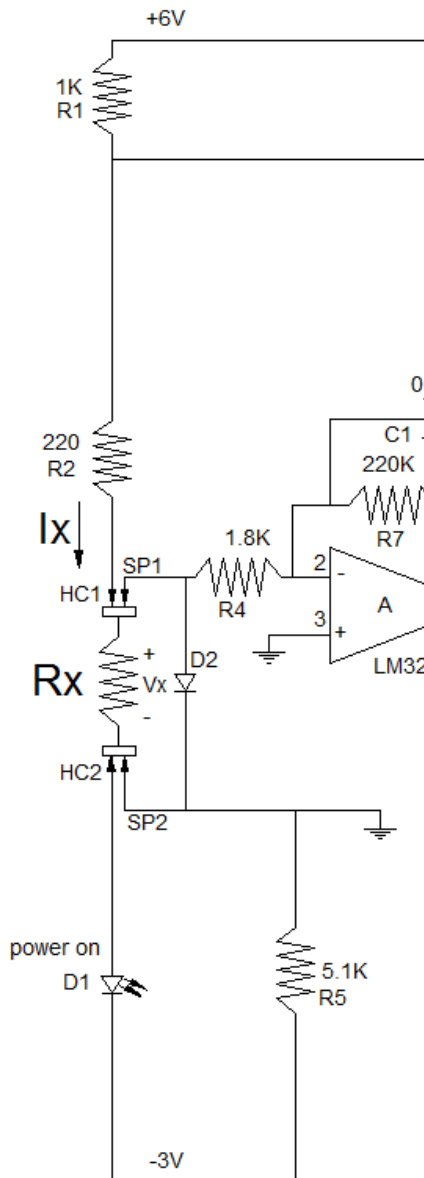 +6V
1K
R1
0
C1
220
R2
220K
R7
Ix
1.8K
R4
SP1
HC1
2
-
3
+
A
LM32
D2
Rx
+
Vx
-
HC2
SP2
power on
D1
5.1K
R5
-3V